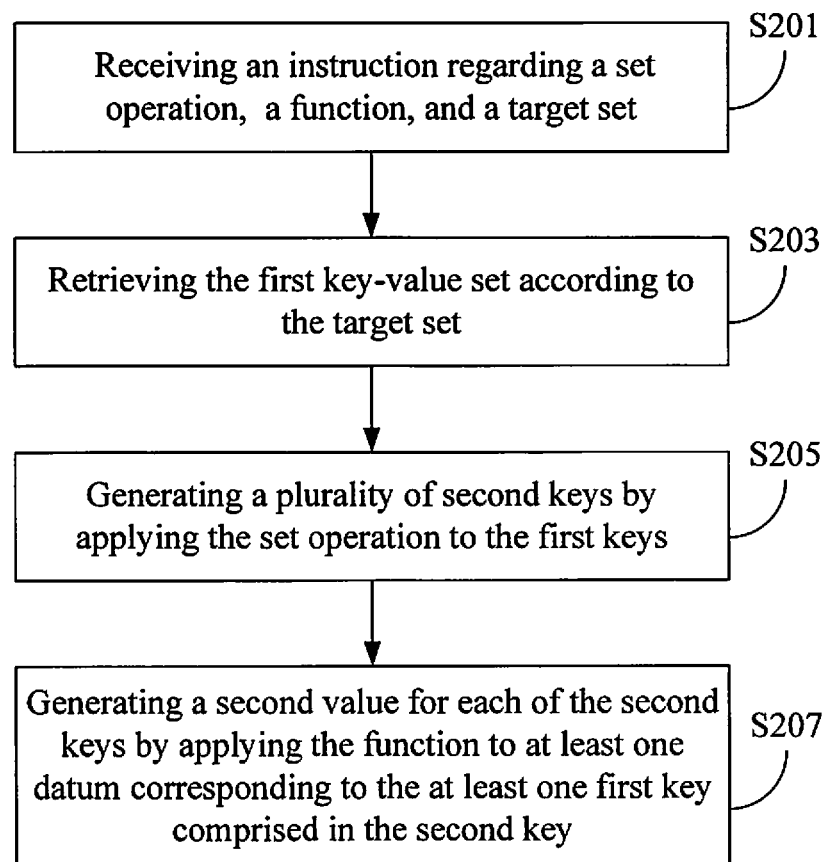 S201
Receiving an instruction regarding a set
operation, a function, and a target set
S203
Retrieving the first key-value set according to
the target set
S205
Generating a plurality of second keys by
applying the set operation to the first keys
S207
Generating a second value for each of the second
keys by applying the function to at least one
datum corresponding to the at least one first key
comprised in the second key